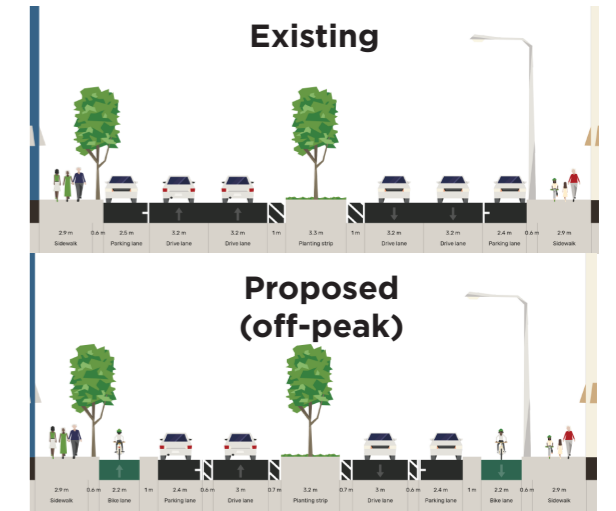 Existing
2.9 m 0.6 m 2.5 m 3.2 m 3.2 m 1 m 3.3 m 1 m 3.2 m 3.2 m 2.4 m 0.6 m 2.9 m
Sidewalk Parking lane Drive lane Drive lane Planting strip Drive lane Drive lane Parking lane Sidewalk
Proposed
(off-peak)
2.9 m 0.6 m 2.2 m 1 m 2.4 m 0.6 m 3 m 0.7 m 3.2 m 0.7 m 3 m 0.6 m 2.4 m 1 m 2.2 m 0.6 m 2.9 m
Sidewalk Bike lane Parking lane Drive lane Planting strip Drive lane Parking lane Bike lane Sidewalk